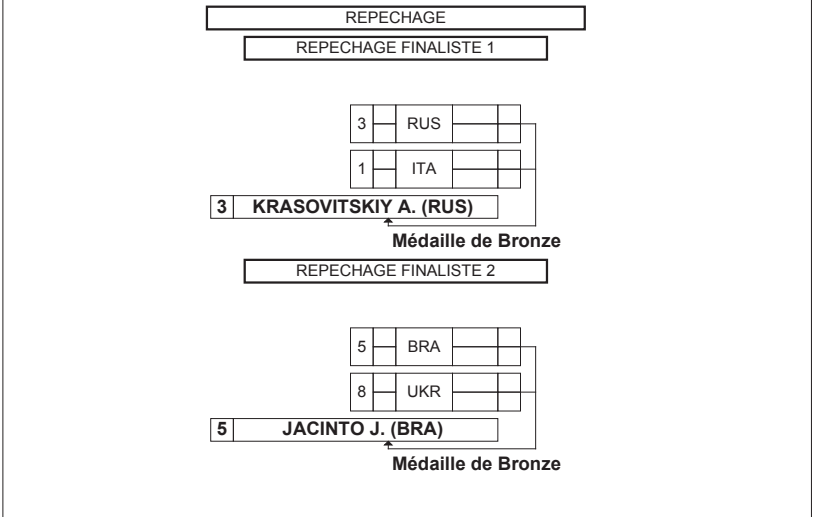 REPECHAGE
REPECHAGE FINALISTE 1
3 RUS
1 ITA
3 KRASOVITSKIY A. (RUS)
Médaille de Bronze
REPECHAGE FINALISTE 2
5 BRA
8 UKR
5 JACINTO J. (BRA)
Médaille de Bronze